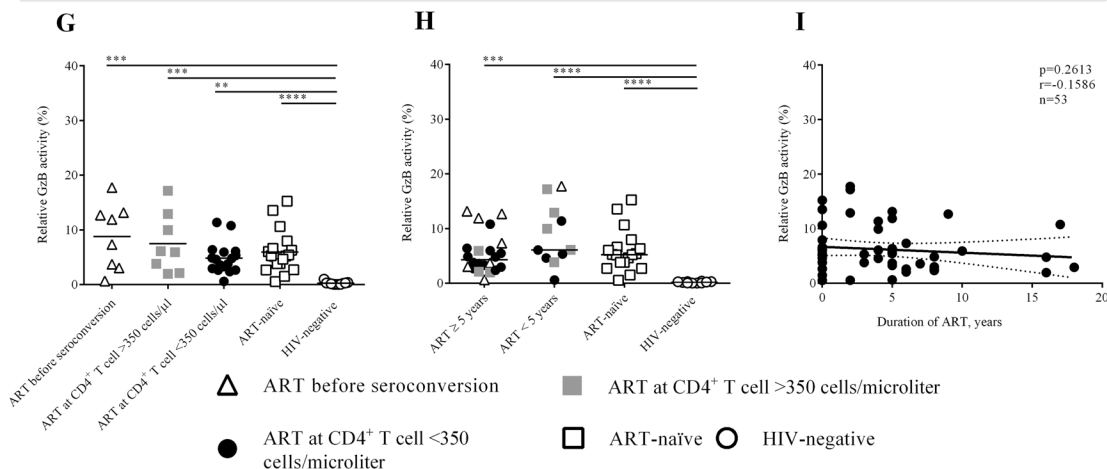 G
***
***
**
****
Relative GzB activity (%)
40
30
20
10
0
ART before seroconversion
ART at CD4+ T cell >350 cells/µl
ART at CD4+ T cell <350 cells/µl
ART-naïve
HIV-negative
H
***
****
****
Relative GzB activity (%)
40
30
20
10
0
ART ≥ 5 years
ART < 5 years
ART-naïve
HIV-negative
I
p=0.2613
r=-0.1586
n=53
Relative GzB activity (%)
40
30
20
10
0
0 5 10 15 20
Duration of ART, years
ART before seroconversion
ART at CD4+ T cell >350 cells/microliter
ART at CD4+ T cell <350
cells/microliter
ART-naïve
HIV-negative